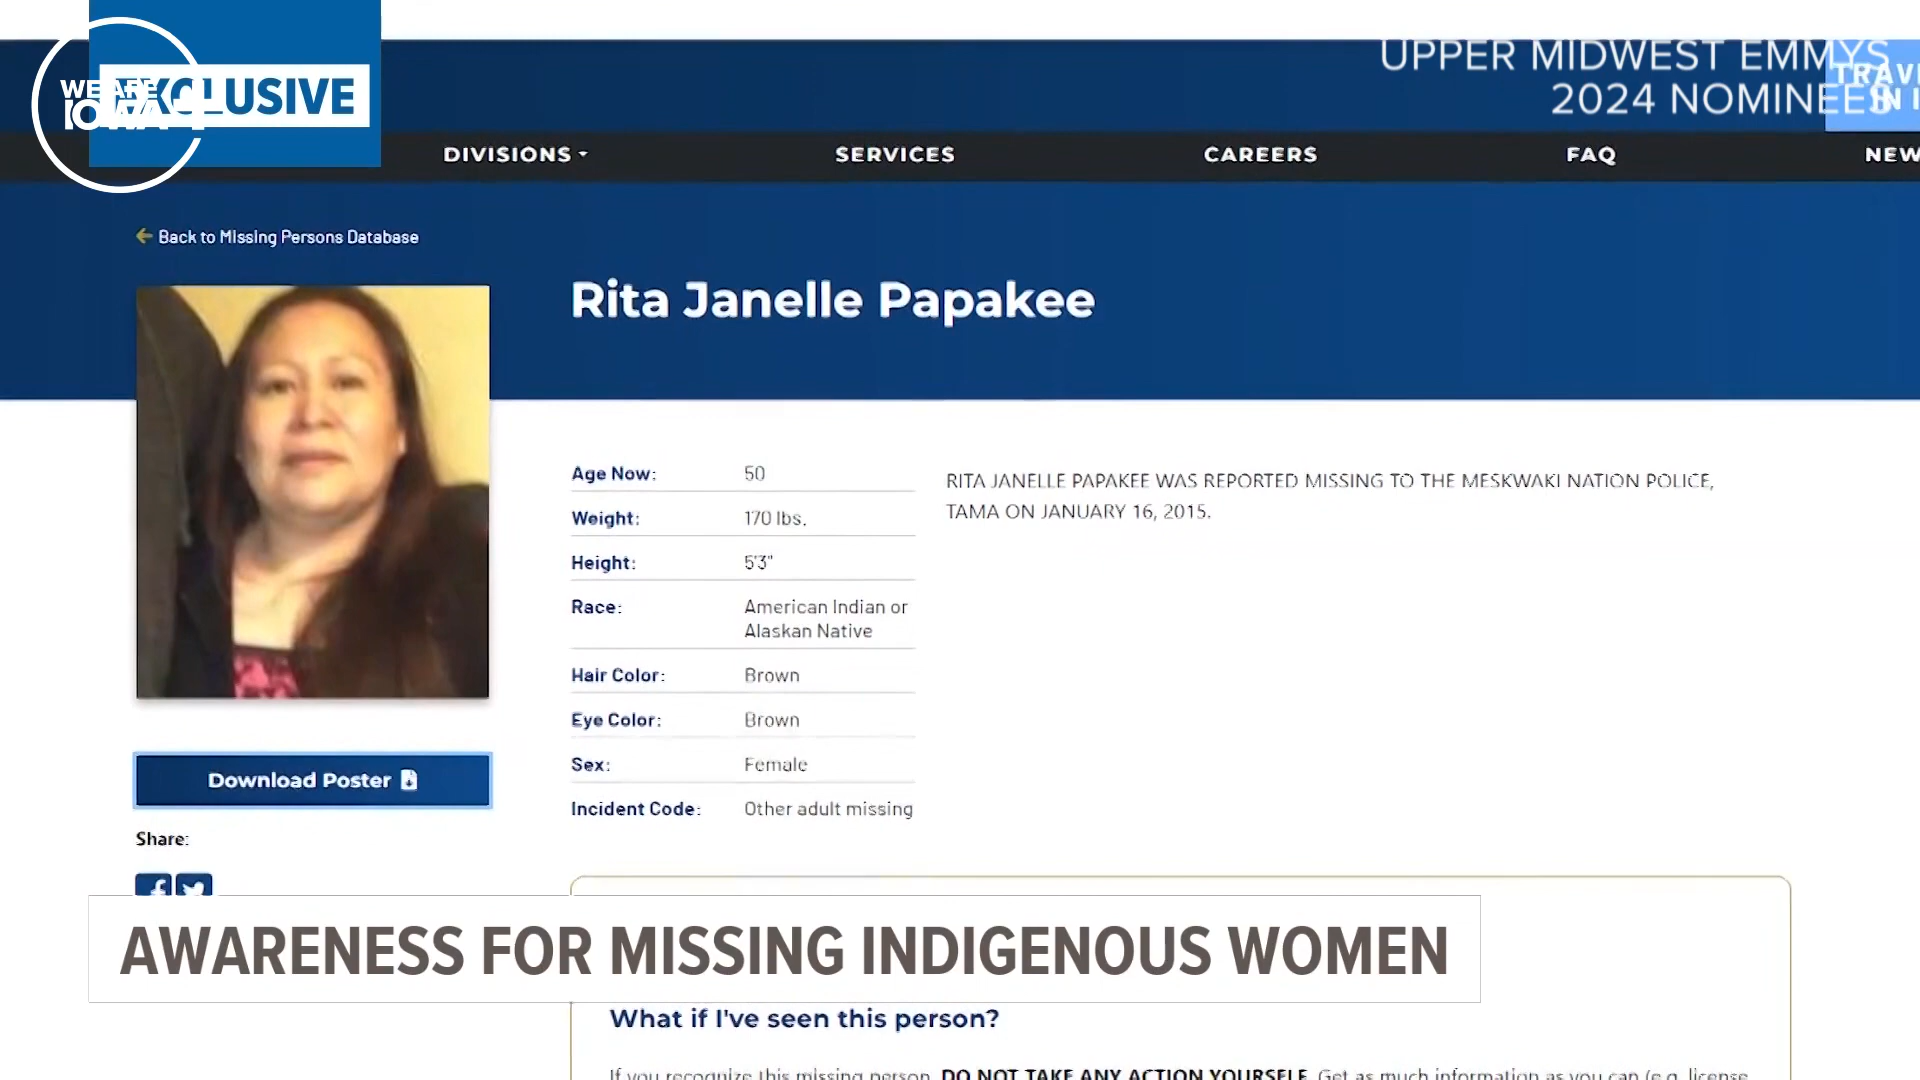 WE ARE
IOWA
EXCLUSIVE
UPPER MIDWEST EMMYS
2024 NOMINEES
DIVISIONS
SERVICES
CAREERS
FAQ
Back to Missing Persons Database
Rita Janelle Papakee
Age Now: 50
Weight: 170 lbs.
Height: 5'3"
Race: American Indian or
Alaskan Native
Hair Color: Brown
Eye Color: Brown
Sex: Female
Incident Code: Other adult missing
RITA JANELLE PAPAKEE WAS REPORTED MISSING TO THE MESKWAKI NATION POLICE,
TAMA ON JANUARY 16, 2015.
Download Poster
Share:
AWARENESS FOR MISSING INDIGENOUS WOMEN
What if I've seen this person?
If you recognize this missing person, DO NOT TAKE ANY ACTION YOURSELF. Get as much information as you can (e.g. license